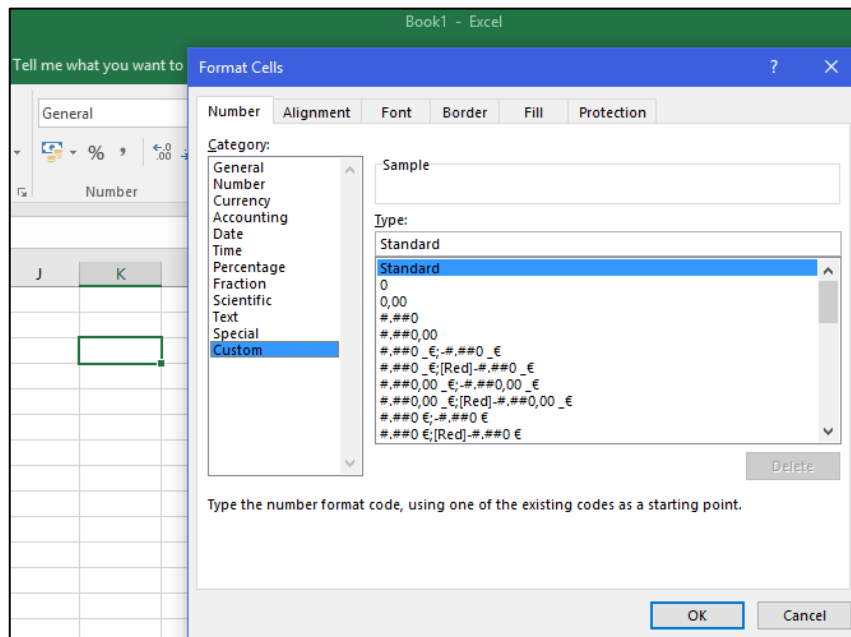 Book1 - Excel
Tell me what you want to
Format Cells
?
General
Number Alignment Font Border Fill Protection
% , ←.0 .00
Number
Category:
General
Number
Currency
Accounting
Date
Time
Percentage
Fraction
Scientific
Text
Special
Custom
Sample
Type:
Standard
Standard
0
0,00
#.##0
#.##0,00
#.##0 _€;-#.##0 _€
#.##0 _€;[Red]-#.##0 _€
#.##0,00 _€;-#.##0,00 _€
#.##0,00 _€;[Red]-#.##0,00 _€
#.##0 €;-#.##0 €
#.##0 €;[Red]-#.##0 €
J K
Delete
Type the number format code, using one of the existing codes as a starting point.
OK Cancel